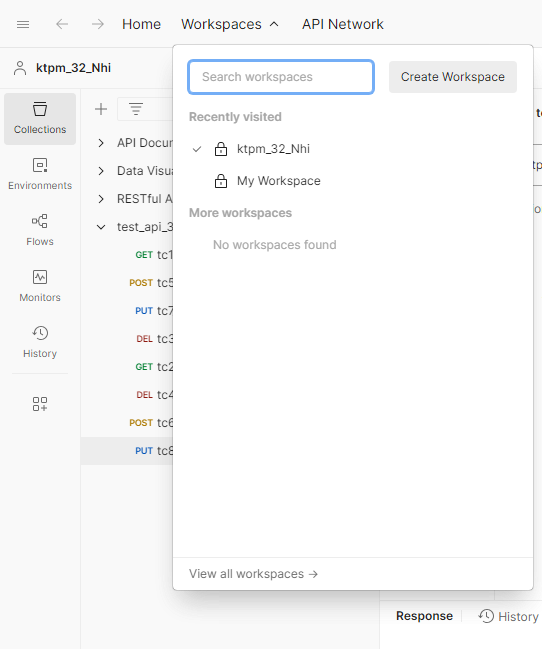 Home Workspaces API Network
ktpm_32_Nhi
Search workspaces
Create Workspace
Recently visited
ktpm_32_Nhi
My Workspace
More workspaces
No workspaces found
View all workspaces →
Collections
Environments
Flows
Monitors
History
API Docu
Data Visu
RESTful A
test_api_3
GET tc1
POST tc5
PUT tc7
DEL tc3
GET tc2
DEL tc4
POST tc6
PUT tc8
Response History